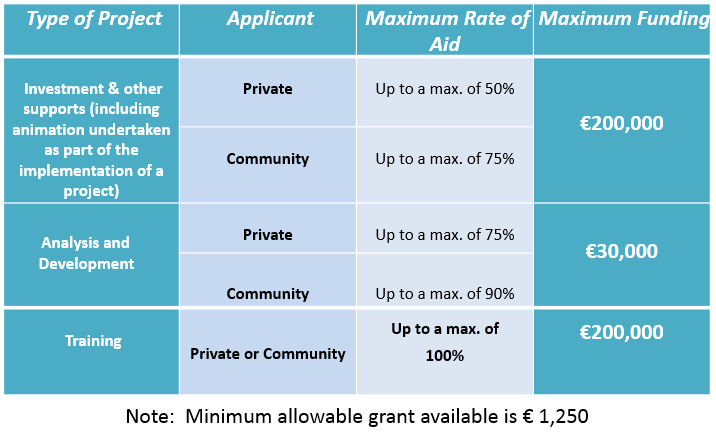 Type of Project Applicant Maximum Rate of Aid Maximum Funding
Investment & other
supports (including
animation undertaken
as part of the
implementation of a
project)
Private Up to a max. of 50%
€200,000
Community Up to a max. of 75%
Analysis and
Development
Private Up to a max. of 75%
€30,000
Community Up to a max. of 90%
Training
Private or Community
Up to a max. of
100%
€200,000
Note: Minimum allowable grant available is € 1,250